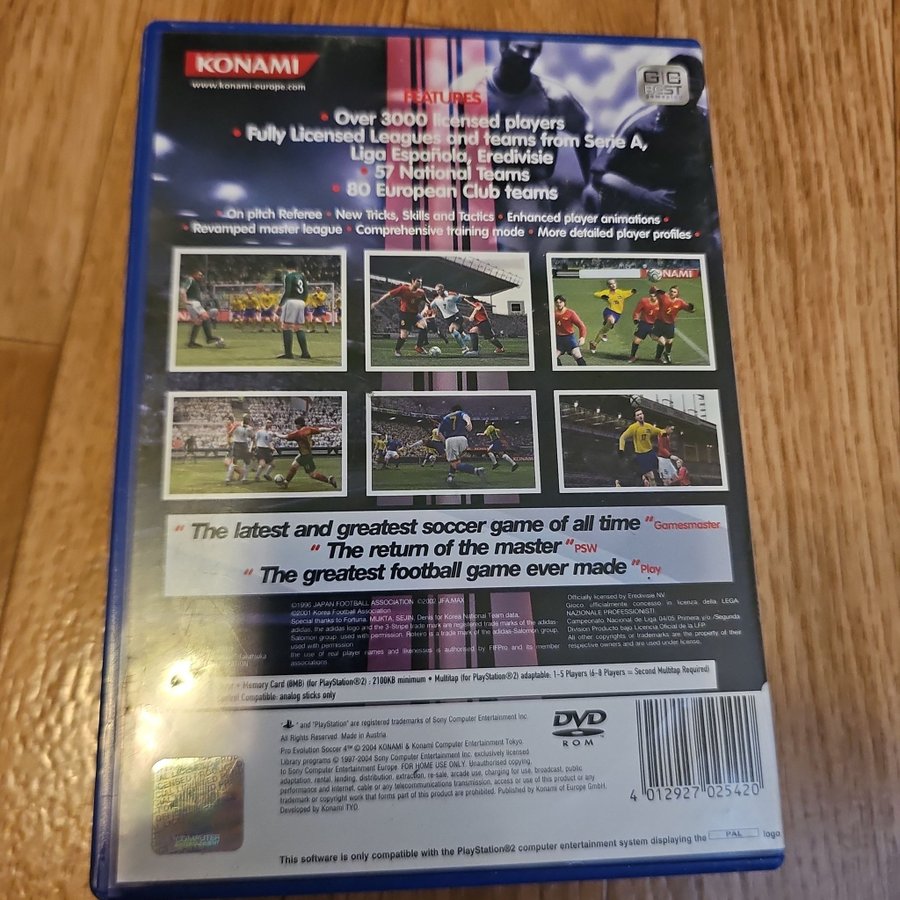 KONAMI
www.konami-europe.com
GC
BEST
FEATURES
• Over 3000 licensed players
• Fully Licensed Leagues and teams from Serie A,
Liga Española, Eredivisie
• 57 National Teams
• 80 European Club teams
• On pitch Referee • New Tricks, Skills and Tactics • Enhanced player animations •
• Revamped master league • Comprehensive training mode • More detailed player profiles •
3
KONAMI
7
KONAMI
" The latest and greatest soccer game of all time " Gamesmaster
" The return of the master " PSW
" The greatest football game ever made " Play
©1996 JAPAN FOOTBALL ASSOCIATION ©2002 JFA.MAX
©2001 Korea Football Association
Special thanks to Fortuna, MUKTA, SEJIN, Denis for Korea National Team data.
adidas, the adidas logo and the 3-Stripe trade mark are registered trade marks of the adidas-
Salomon group, used with permission. Roteiro is a trade mark of the adidas-Salomon group,
used with permission
the use of real player names and likenesses is authorised by FIFPro and its member
associations.
Officially licensed by Eredivisie NV.
Gioco ufficialmente concesso in licenza della LEGA
NAZIONALE PROFESSIONISTI.
Campeonato Nacional de Liga 04/05 Primera y/o Segunda
Division Producto bajo Licencia Oficial de la LFP.
All other copyrights or trademarks are the property of their
respective owners and are used under license.
• Memory Card (8MB) (for PlayStation®2) : 2100KB minimum • Multitap (for PlayStation®2) adaptable: 1-5 Players (6-8 Players = Second Multitap Required)
Compatible: analog sticks only
" and "PlayStation" are registered trademarks of Sony Computer Entertainment Inc.
All Rights Reserved. Made in Austria.
Pro Evolution Soccer 4™ © 2004 KONAMI & Konami Computer Entertainment Tokyo.
Library programs © 1997-2004 Sony Computer Entertainment Inc. exclusively licensed
to Sony Computer Entertainment Europe. FOR HOME USE ONLY. Unauthorised copying,
adaptation, rental, lending, distribution, extraction, re-sale, arcade use, charging for use, broadcast, public
performance and internet, cable or any telecommunications transmission, access or use of this product or any
trademark or copyright work that forms part of this product are prohibited. Published by Konami of Europe GmbH.
Developed by Konami TYO.
DVD
ROM
4 012927 025420
This software is only compatible with the PlayStation®2 computer entertainment system displaying the PAL logo